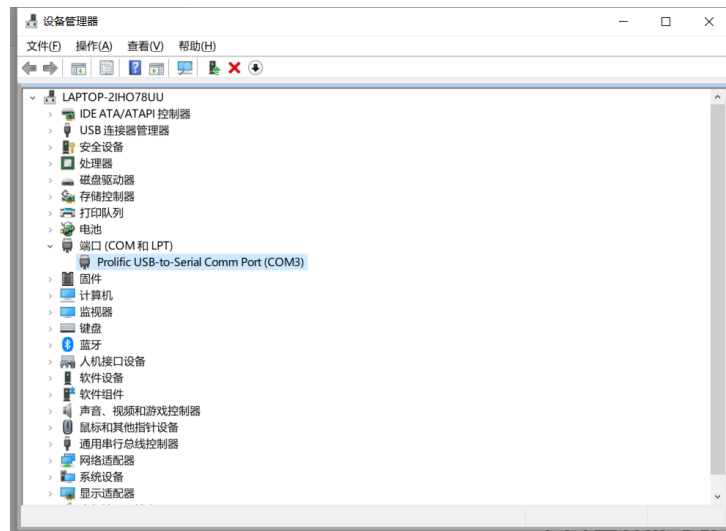 设备管理器
文件(F) 操作(A) 查看(V) 帮助(H)
LAPTOP-2IHO78UU
IDE ATA/ATAPI 控制器
USB 连接器管理器
安全设备
处理器
磁盘驱动器
存储控制器
打印队列
电池
端口 (COM 和 LPT)
Prolific USB-to-Serial Comm Port (COM3)
固件
计算机
监视器
键盘
蓝牙
人机接口设备
软件设备
软件组件
声音、视频和游戏控制器
鼠标和其他指针设备
通用串行总线控制器
网络适配器
系统设备
显示适配器